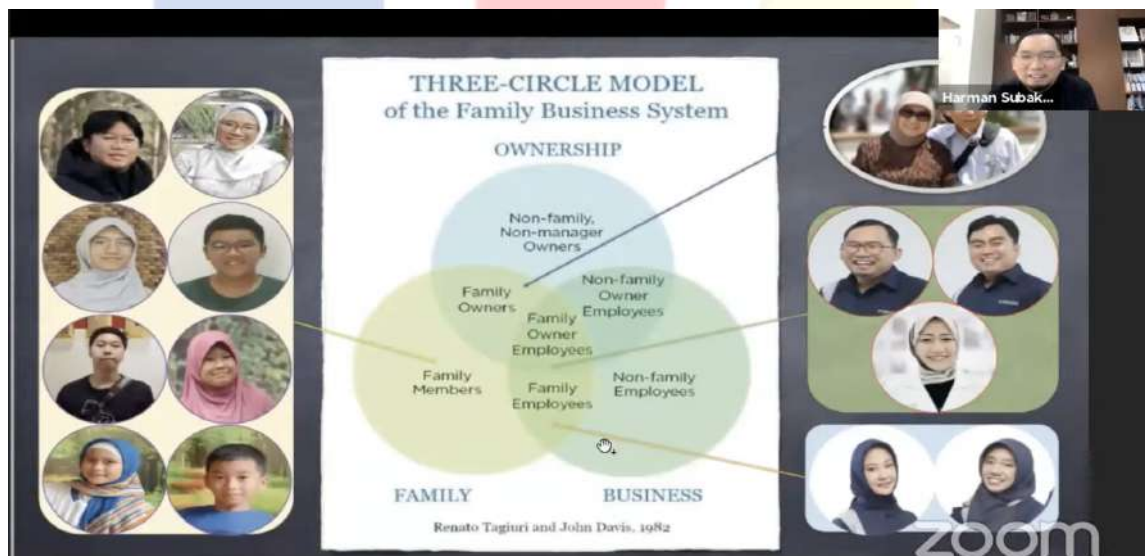 Harman Subak...
THREE-CIRCLE MODEL
of the Family Business System
OWNERSHIP
Non-family,
Non-manager
Owners
Family
Owners
Non-family
Owner
Employees
Family
Owner
Employees
Family
Members
Family
Employees
Non-family
Employees
FAMILY
BUSINESS
Renato Tagiuri and John Davis, 1982
zoom